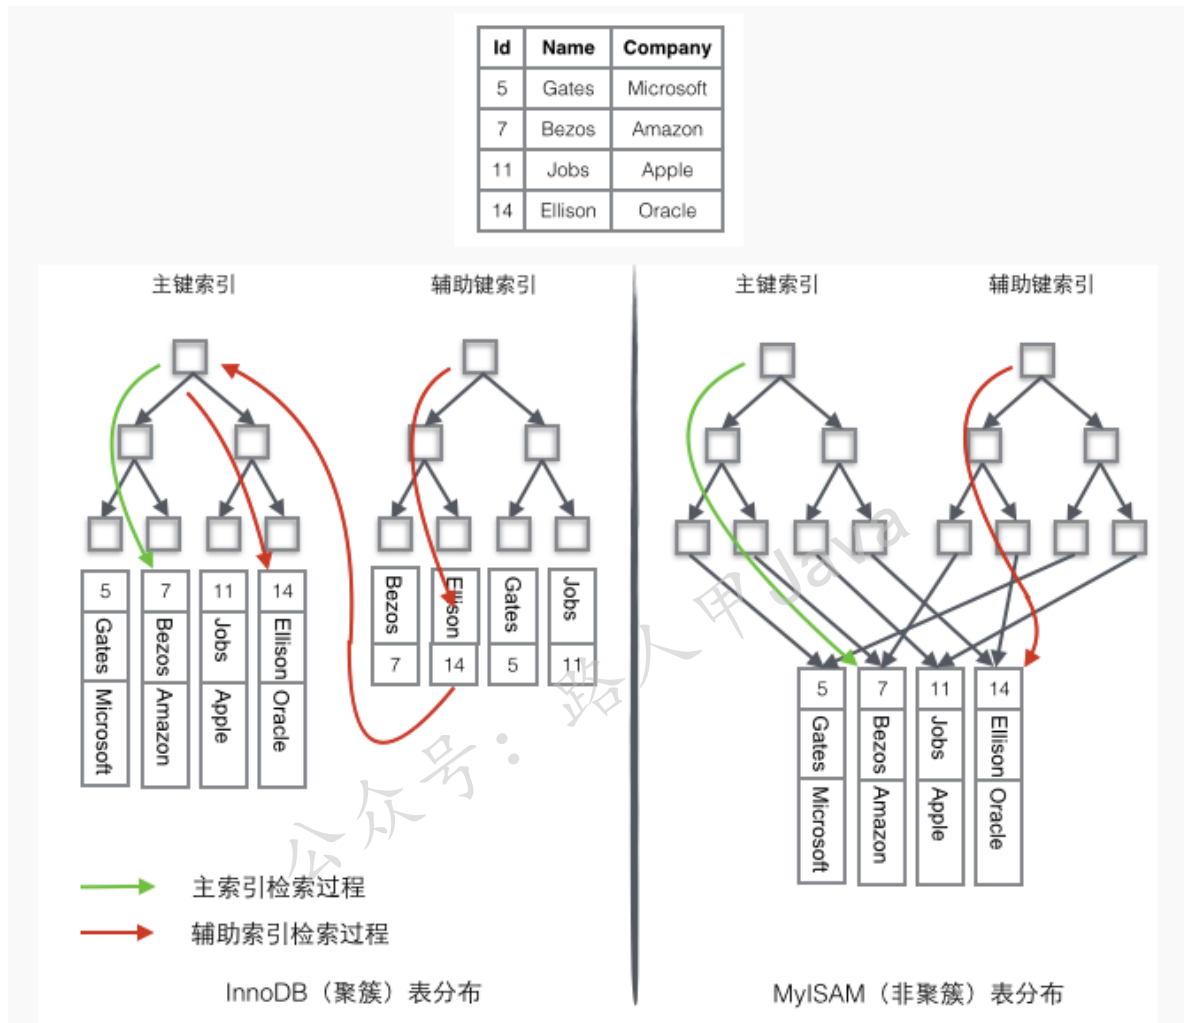 Id Name Company
5 Gates Microsoft
7 Bezos Amazon
11 Jobs Apple
14 Ellison Oracle
主键索引 辅助键索引 主键索引 辅助键索引
5 7 11 14
Gates Bezos Jobs Ellison
Microsoft Amazon Apple Oracle
Bezos Ellison Gates Jobs
7 14 5 11
5 7 11 14
Gates Bezos Jobs Ellison
Microsoft Amazon Apple Oracle
公众号：路人甲Java
主索引检索过程
辅助索引检索过程
InnoDB（聚簇）表分布 MyISAM（非聚簇）表分布